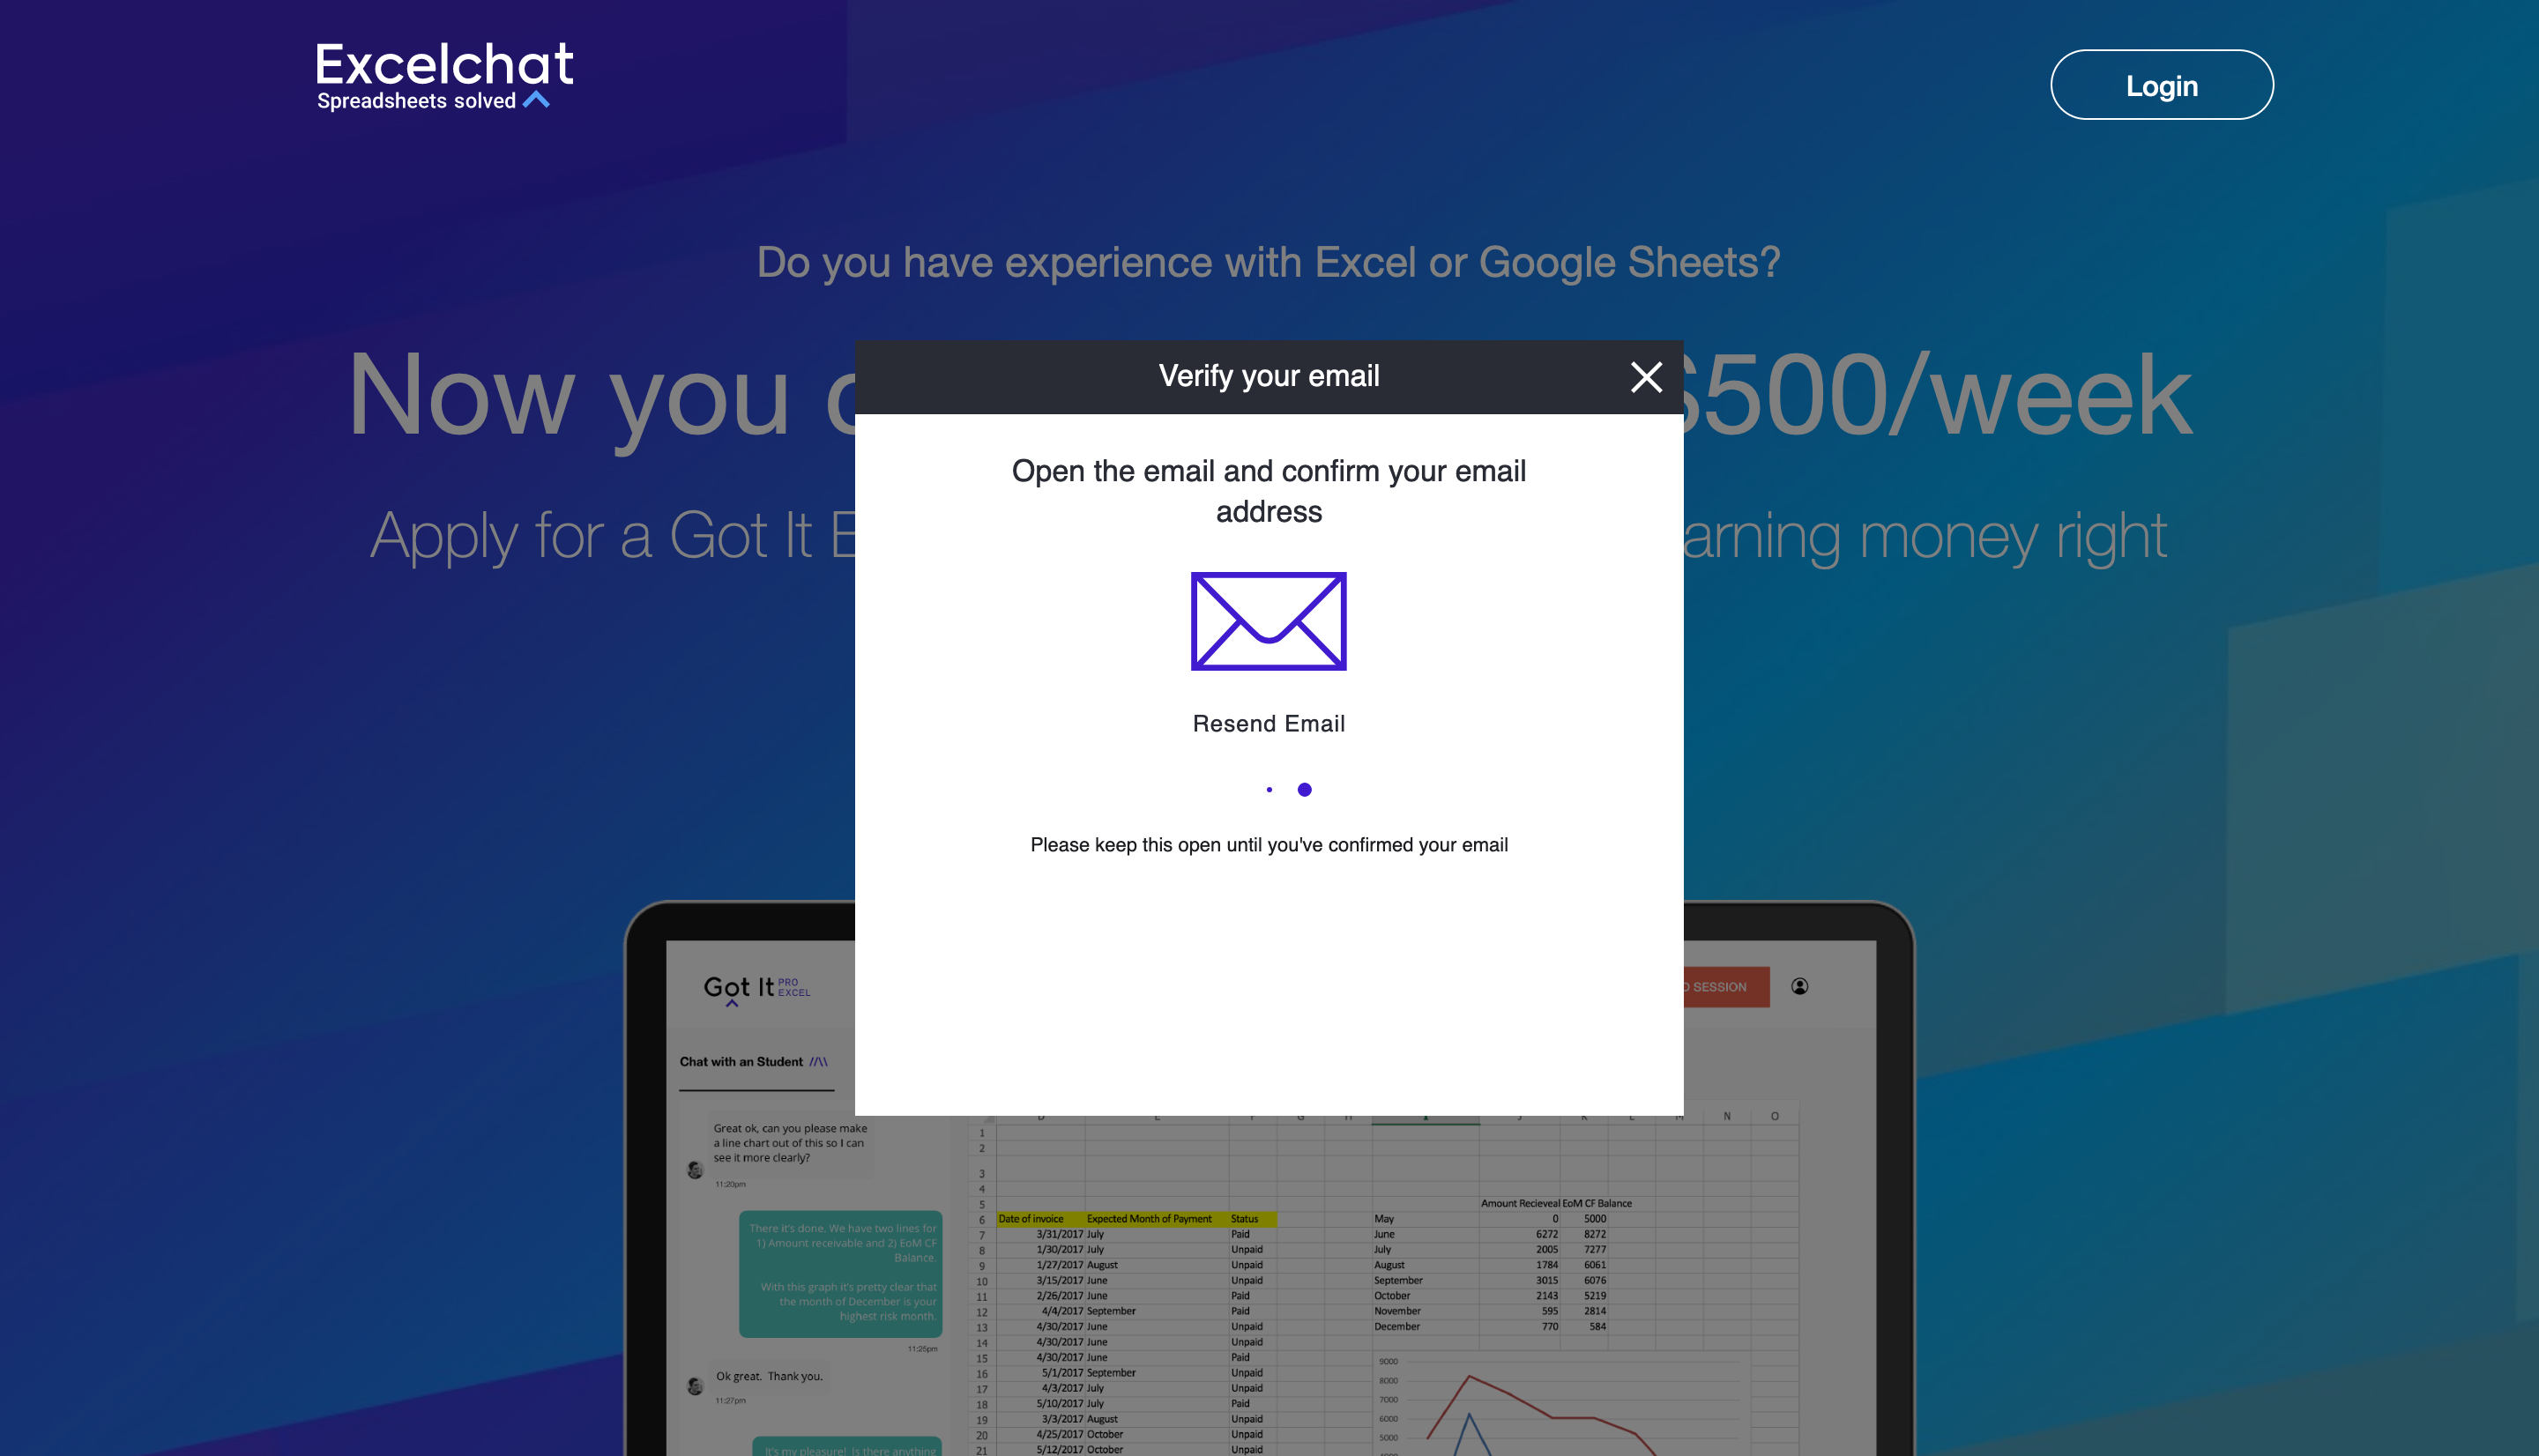 Excelchat
Spreadsheets solved
Login
Do you have experience with Excel or Google Sheets?
Now you 500/week
Apply for a Got It arning money right
Verify your email
Open the email and confirm your email
address
Resend Email
Please keep this open until you've confirmed your email
Got It PRO
EXCEL
SESSION
Chat with an Student //\\
Great ok, can you please make
a line chart out of this so I can
see it more clearly?
11:20pm
There it's done. We have two lines for
1) Amount receivable and 2) EoM CF
Balance.
With this graph it's pretty clear that
the month of December is your
highest risk month.
11:25pm
Ok great. Thank you.
11:27pm
It's my pleasure! Is there anything
N O
1
2
3
4
5 Amount Recieveal EoM CF Balance
6 Date of invoice Expected Month of Payment Status May 0 5000
7 3/31/2017 July Paid June 6272 8272
8 1/30/2017 July Unpaid July 2005 7277
9 1/27/2017 August Unpaid August 1784 6061
10 3/15/2017 June Unpaid September 3015 6076
11 2/26/2017 June Paid October 2143 5219
12 4/4/2017 September Paid November 595 2814
13 4/30/2017 June Unpaid December 770 584
14 4/30/2017 June Unpaid
15 4/30/2017 June Paid
16 5/1/2017 September Unpaid
17 4/3/2017 July Unpaid
18 5/10/2017 July Paid
19 3/3/2017 August Unpaid
20 4/25/2017 October Unpaid
21 5/12/2017 October Unpaid
9000
8000
7000
6000
5000